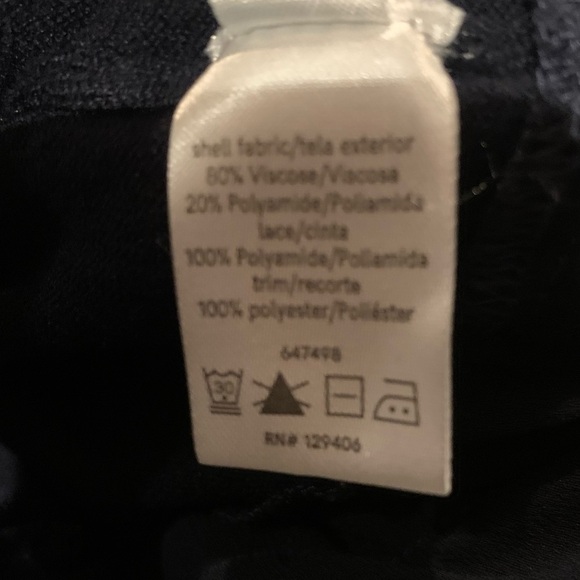 shell fabric/tela exterior
80% Viscose/Viscosa
20% Polyamide/Poliamida
lace/cinta
100% Polyamide/Poliamida
trim/recorte
100% polyester/Poliéster
647498
30
RN# 129406